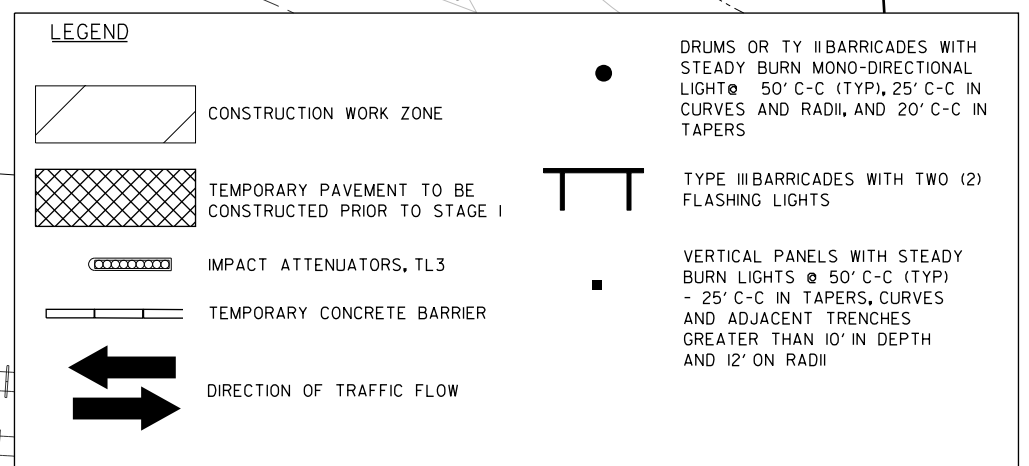 LEGEND
CONSTRUCTION WORK ZONE
TEMPORARY PAVEMENT TO BE
CONSTRUCTED PRIOR TO STAGE I
IMPACT ATTENUATORS, TL3
TEMPORARY CONCRETE BARRIER
DIRECTION OF TRAFFIC FLOW
DRUMS OR TY II BARRICADES WITH
STEADY BURN MONO-DIRECTIONAL
LIGHT@ 50' C-C (TYP), 25' C-C IN
CURVES AND RADII, AND 20' C-C IN
TAPERS
TYPE III BARRICADES WITH TWO (2)
FLASHING LIGHTS
VERTICAL PANELS WITH STEADY
BURN LIGHTS @ 50' C-C (TYP)
- 25' C-C IN TAPERS, CURVES
AND ADJACENT TRENCHES
GREATER THAN 10' IN DEPTH
AND 12' ON RADII